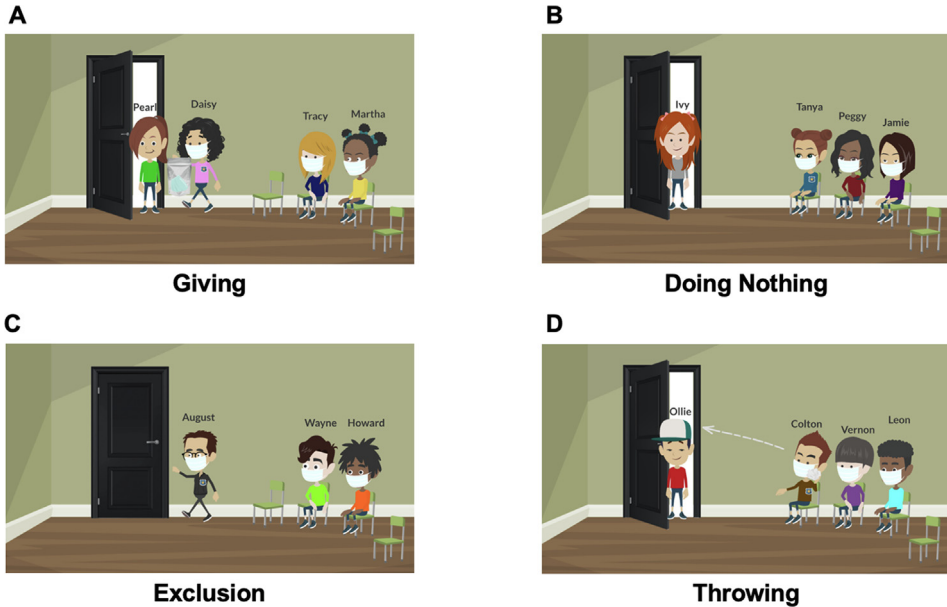 A
Pearl
Daisy
Tracy
Martha
Giving
B
Ivy
Tanya
Peggy
Jamie
Doing Nothing
C
August
Wayne
Howard
Exclusion
D
Ollie
Colton
Vernon
Leon
Throwing